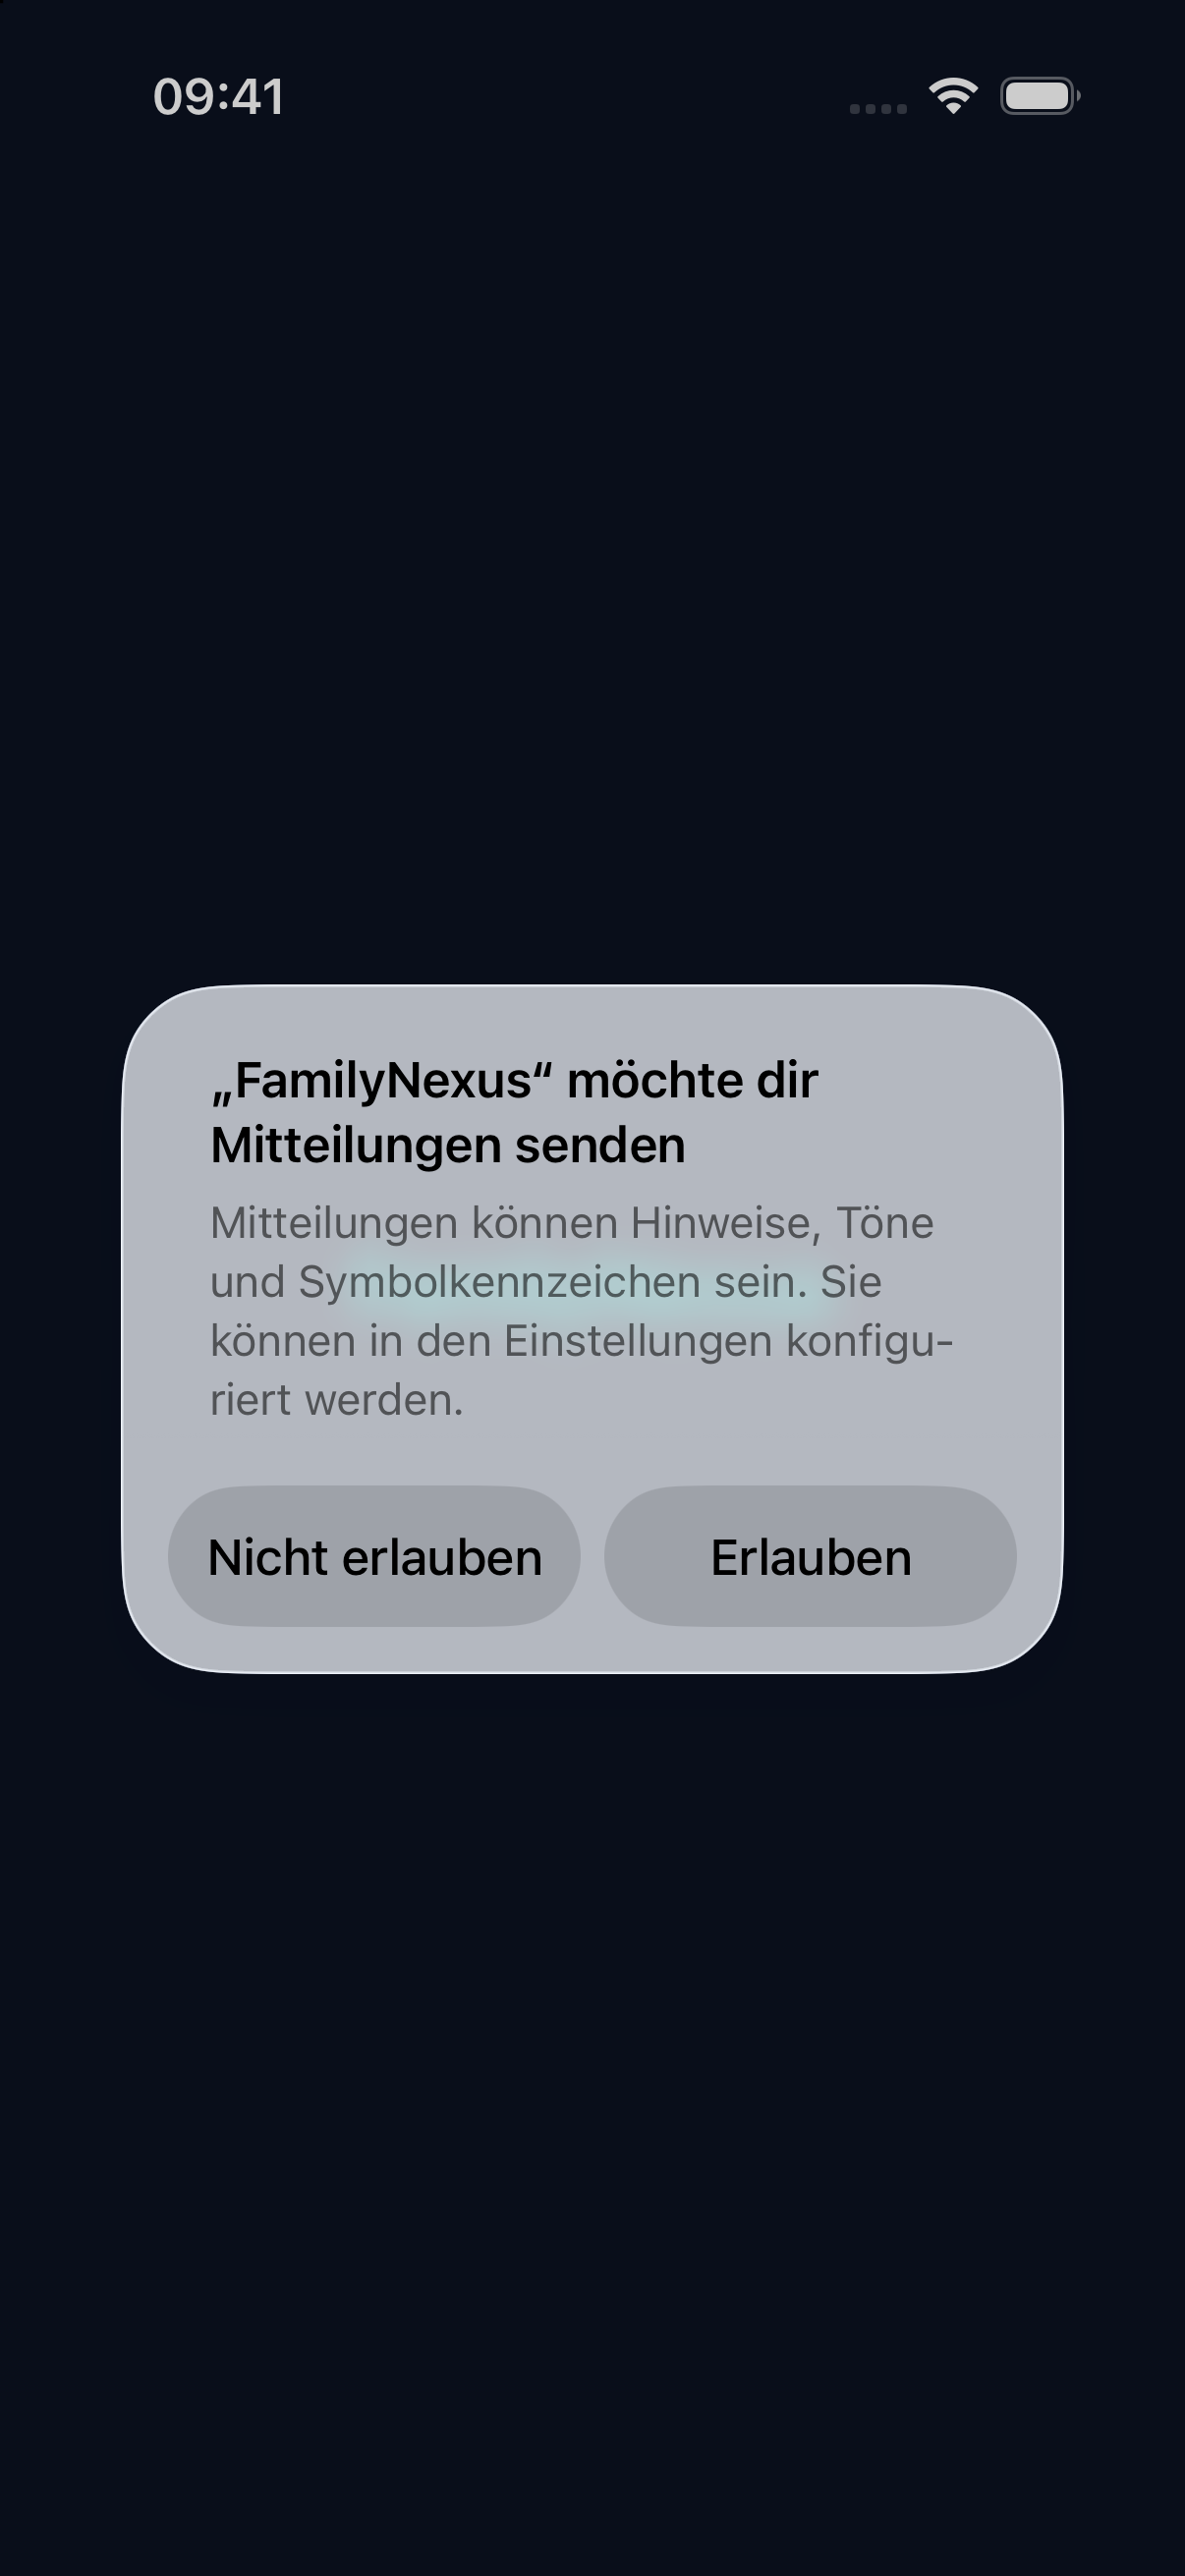 09:41
„FamilyNexus“ möchte dir
Mitteilungen senden
Mitteilungen können Hinweise, Töne
und Symbolkennzeichen sein. Sie
können in den Einstellungen konfigu-
riert werden.
Nicht erlauben
Erlauben